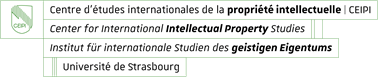 CEIPI
Centre d'études internationales de la propriété intellectuelle | CEIPI
Center for International Intellectual Property Studies
Institut für internationale Studien des geistigen Eigentums
Université de Strasbourg